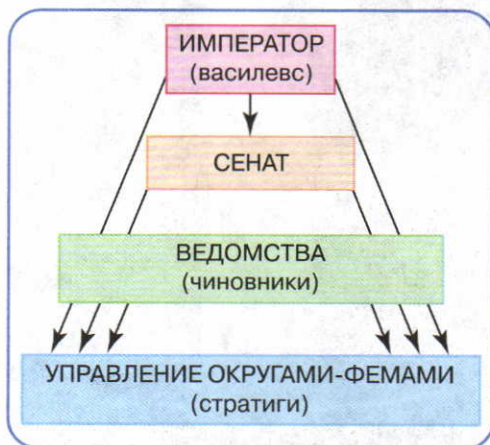 ИМПЕРАТОР
(василевс)
СЕНАТ
ВЕДОМСТВА
(чиновники)
УПРАВЛЕНИЕ ОКРУГАМИ-ФЕМАМИ
(стратиги)